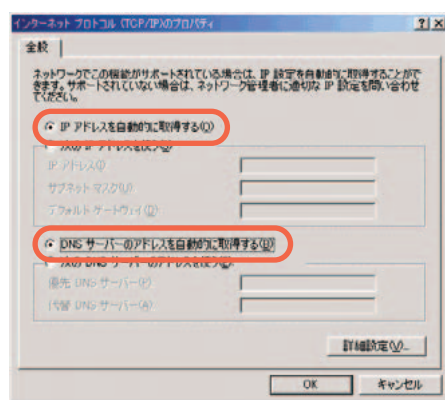 インターネット プロトコル (TCP/IP)のプロパティ
全般
ネットワークでこの機能がサポートされている場合は、IP 設定を自動的に取得することがで
きます。サポートされていない場合は、ネットワーク管理者に適切な IP 設定を問い合わせ
てください。
IP アドレスを自動的に取得する(O)
次の IP アドレスを使う(S)
IP アドレス(I)
サブネット マスク(U)
デフォルト ゲートウェイ(D)
DNS サーバーのアドレスを自動的に取得する(B)
次の DNS サーバーのアドレスを使う(E)
優先 DNS サーバー(P)
代替 DNS サーバー(A)
詳細設定(V)...
OK
キャンセル